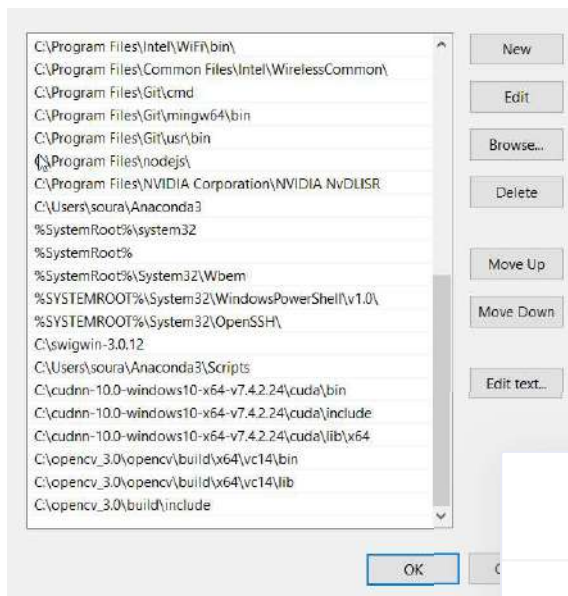 C:\Program Files\Intel\WiFi\bin\
C:\Program Files\Common Files\Intel\WirelessCommon\
C:\Program Files\Git\cmd
C:\Program Files\Git\mingw64\bin
C:\Program Files\Git\usr\bin
\Program Files\nodejs\
C:\Program Files\NVIDIA Corporation\NVIDIA NvDLISR
C:\Users\soura\Anaconda3
%SystemRoot%\system32
%SystemRoot%
%SystemRoot%\System32\Wbem
%SYSTEMROOT%\System32\WindowsPowerShell\v1.0\
%SYSTEMROOT%\System32\OpenSSH\
C:\swigwin-3.0.12
C:\Users\soura\Anaconda3\Scripts
C:\cudnn-10.0-windows10-x64-v7.4.2.24\cuda\bin
C:\cudnn-10.0-windows10-x64-v7.4.2.24\cuda\include
C:\cudnn-10.0-windows10-x64-v7.4.2.24\cuda\lib\x64
C:\opencv_3.0\opencv\build\x64\vc14\bin
C:\opencv_3.0\opencv\build\x64\vc14\lib
C:\opencv_3.0\build\include
New
Edit
Browse...
Delete
Move Up
Move Down
Edit text...
OK